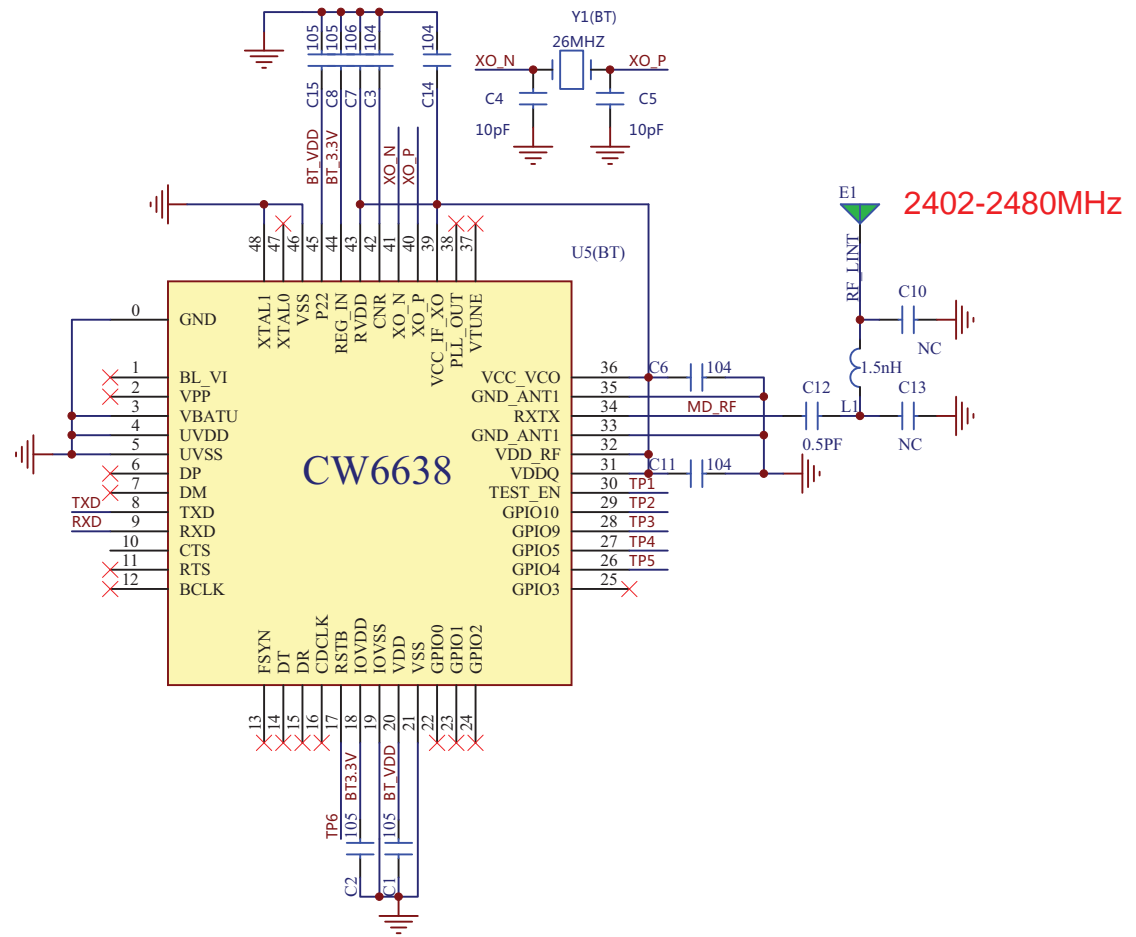 Y1(BT)
26MHZ
XO_N
XO_P
C4
C5
10pF
10pF
105
105
106
104
104
C15
C8
C7
C3
C14
BT_VDD
BT_3.3V
XO_N
XO_P
E1
2402-2480MHz
RF_LINT
C10
NC
1.5nH
L1
C12
0.5PF
C13
NC
U5(BT)
48
47
46
45
44
43
42
41
40
39
38
37
XTAL1
XTAL0
VSS
P22
REG_IN
RVDD
CNR
XO_N
XO_P
VCC_IF_XO
PLL_OUT
VTUNE
0 GND
1 BL_VI
2 VPP
3 VBATU
4 UVDD
5 UVSS
6 DP
7 DM
TXD 8 TXD
RXD 9 RXD
10 CTS
11 RTS
12 BCLK
CW6638
VCC_VCO 36 C6 104
GND_ANT1 35
RXTX 34 MD_RF
GND_ANT1 33
VDD_RF 32
VDDQ 31 C11 104
TEST_EN 30 TP1
GPIO10 29 TP2
GPIO9 28 TP3
GPIO5 27 TP4
GPIO4 26 TP5
GPIO3 25
FSYN
DT
DR
CDCLK
RSTB
IOVDD
IOVSS
VDD
VSS
GPIO0
GPIO1
GPIO2
13
14
15
16
17
18
19
20
21
22
23
24
TP6
BT3.3V
BT_VDD
105
105
C2
C1